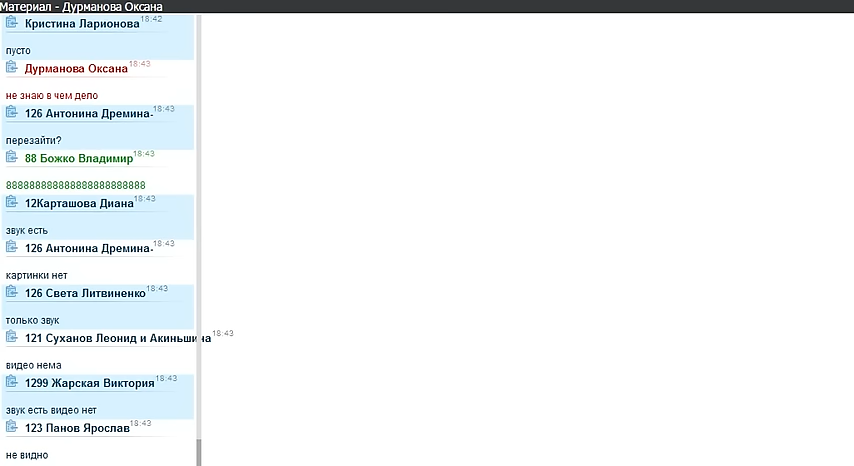 Материал - Дурманова Оксана
Кристина Ларионова 18:42
пусто
Дурманова Оксана 18:43
не знаю в чем дело
126 Антонина Дремина- 18:43
перезайти?
88 Божко Владимир 18:43
888888888888888888888888
12Карташова Диана 18:43
звук есть
126 Антонина Дремина- 18:43
картинки нет
126 Света Литвиненко 18:43
только звук
121 Суханов Леонид и Акиньшина 18:43
видео нема
1299 Жарская Виктория 18:43
звук есть видео нет
123 Панов Ярослав 18:43
не видно